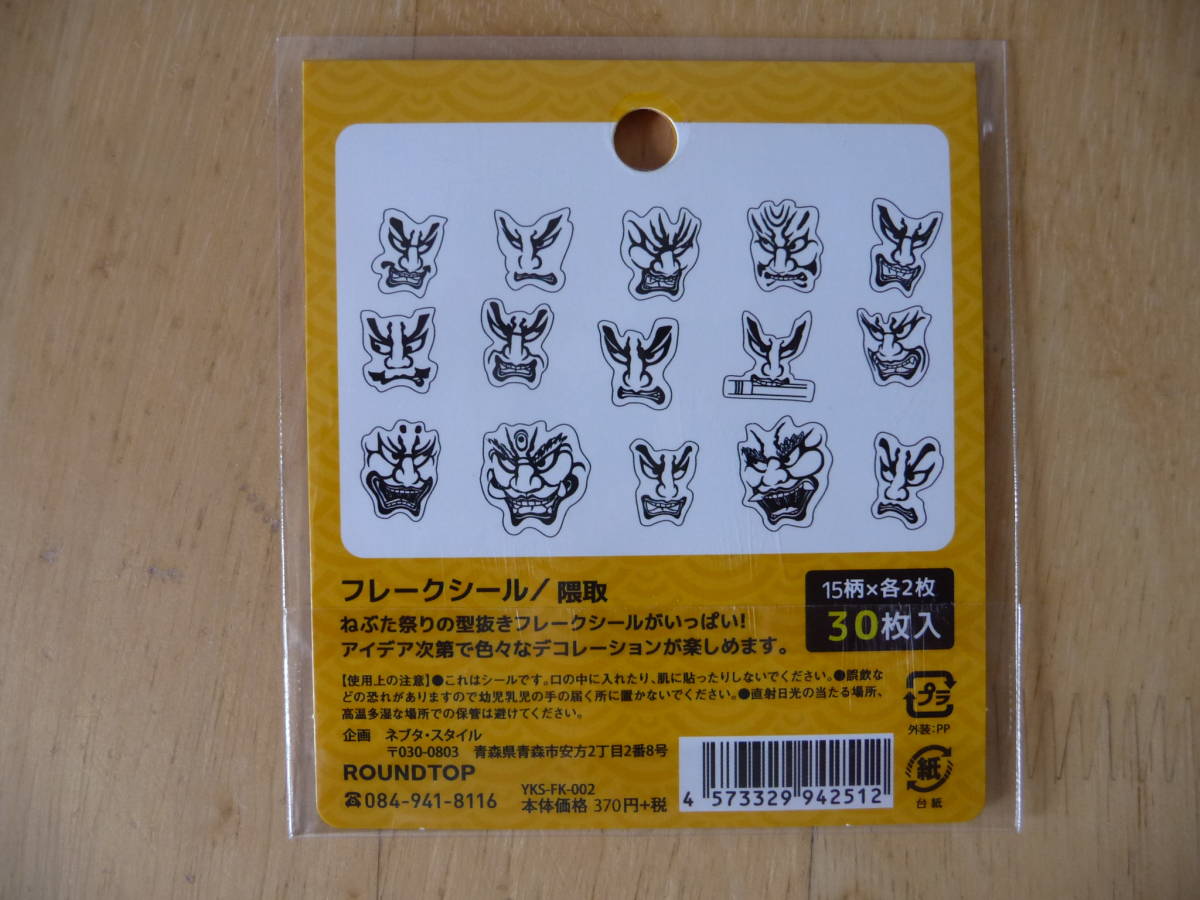 フレークシール/ 隈取
15柄×各2枚
30枚入
ねぶた祭りの型抜きフレークシールがいっぱい!
アイデア次第で色々なデコレーションが楽しめます。
【使用上の注意】●これはシールです。口の中に入れたり、肌に貼ったりしないでください。●誤飲な
どの恐れがありますので幼児乳児の手の届く所に置かないでください。●直射日光の当たる場所、
高温多湿な場所での保管は避けてください。
企画 ネブタ・スタイル
〒030-0803 青森県青森市安方2丁目2番8号
ROUNDTOP
☎084-941-8116
YKS-FK-002
本体価格 370円+税
4 573329 942512
プラ
外装:PP
紙
台紙